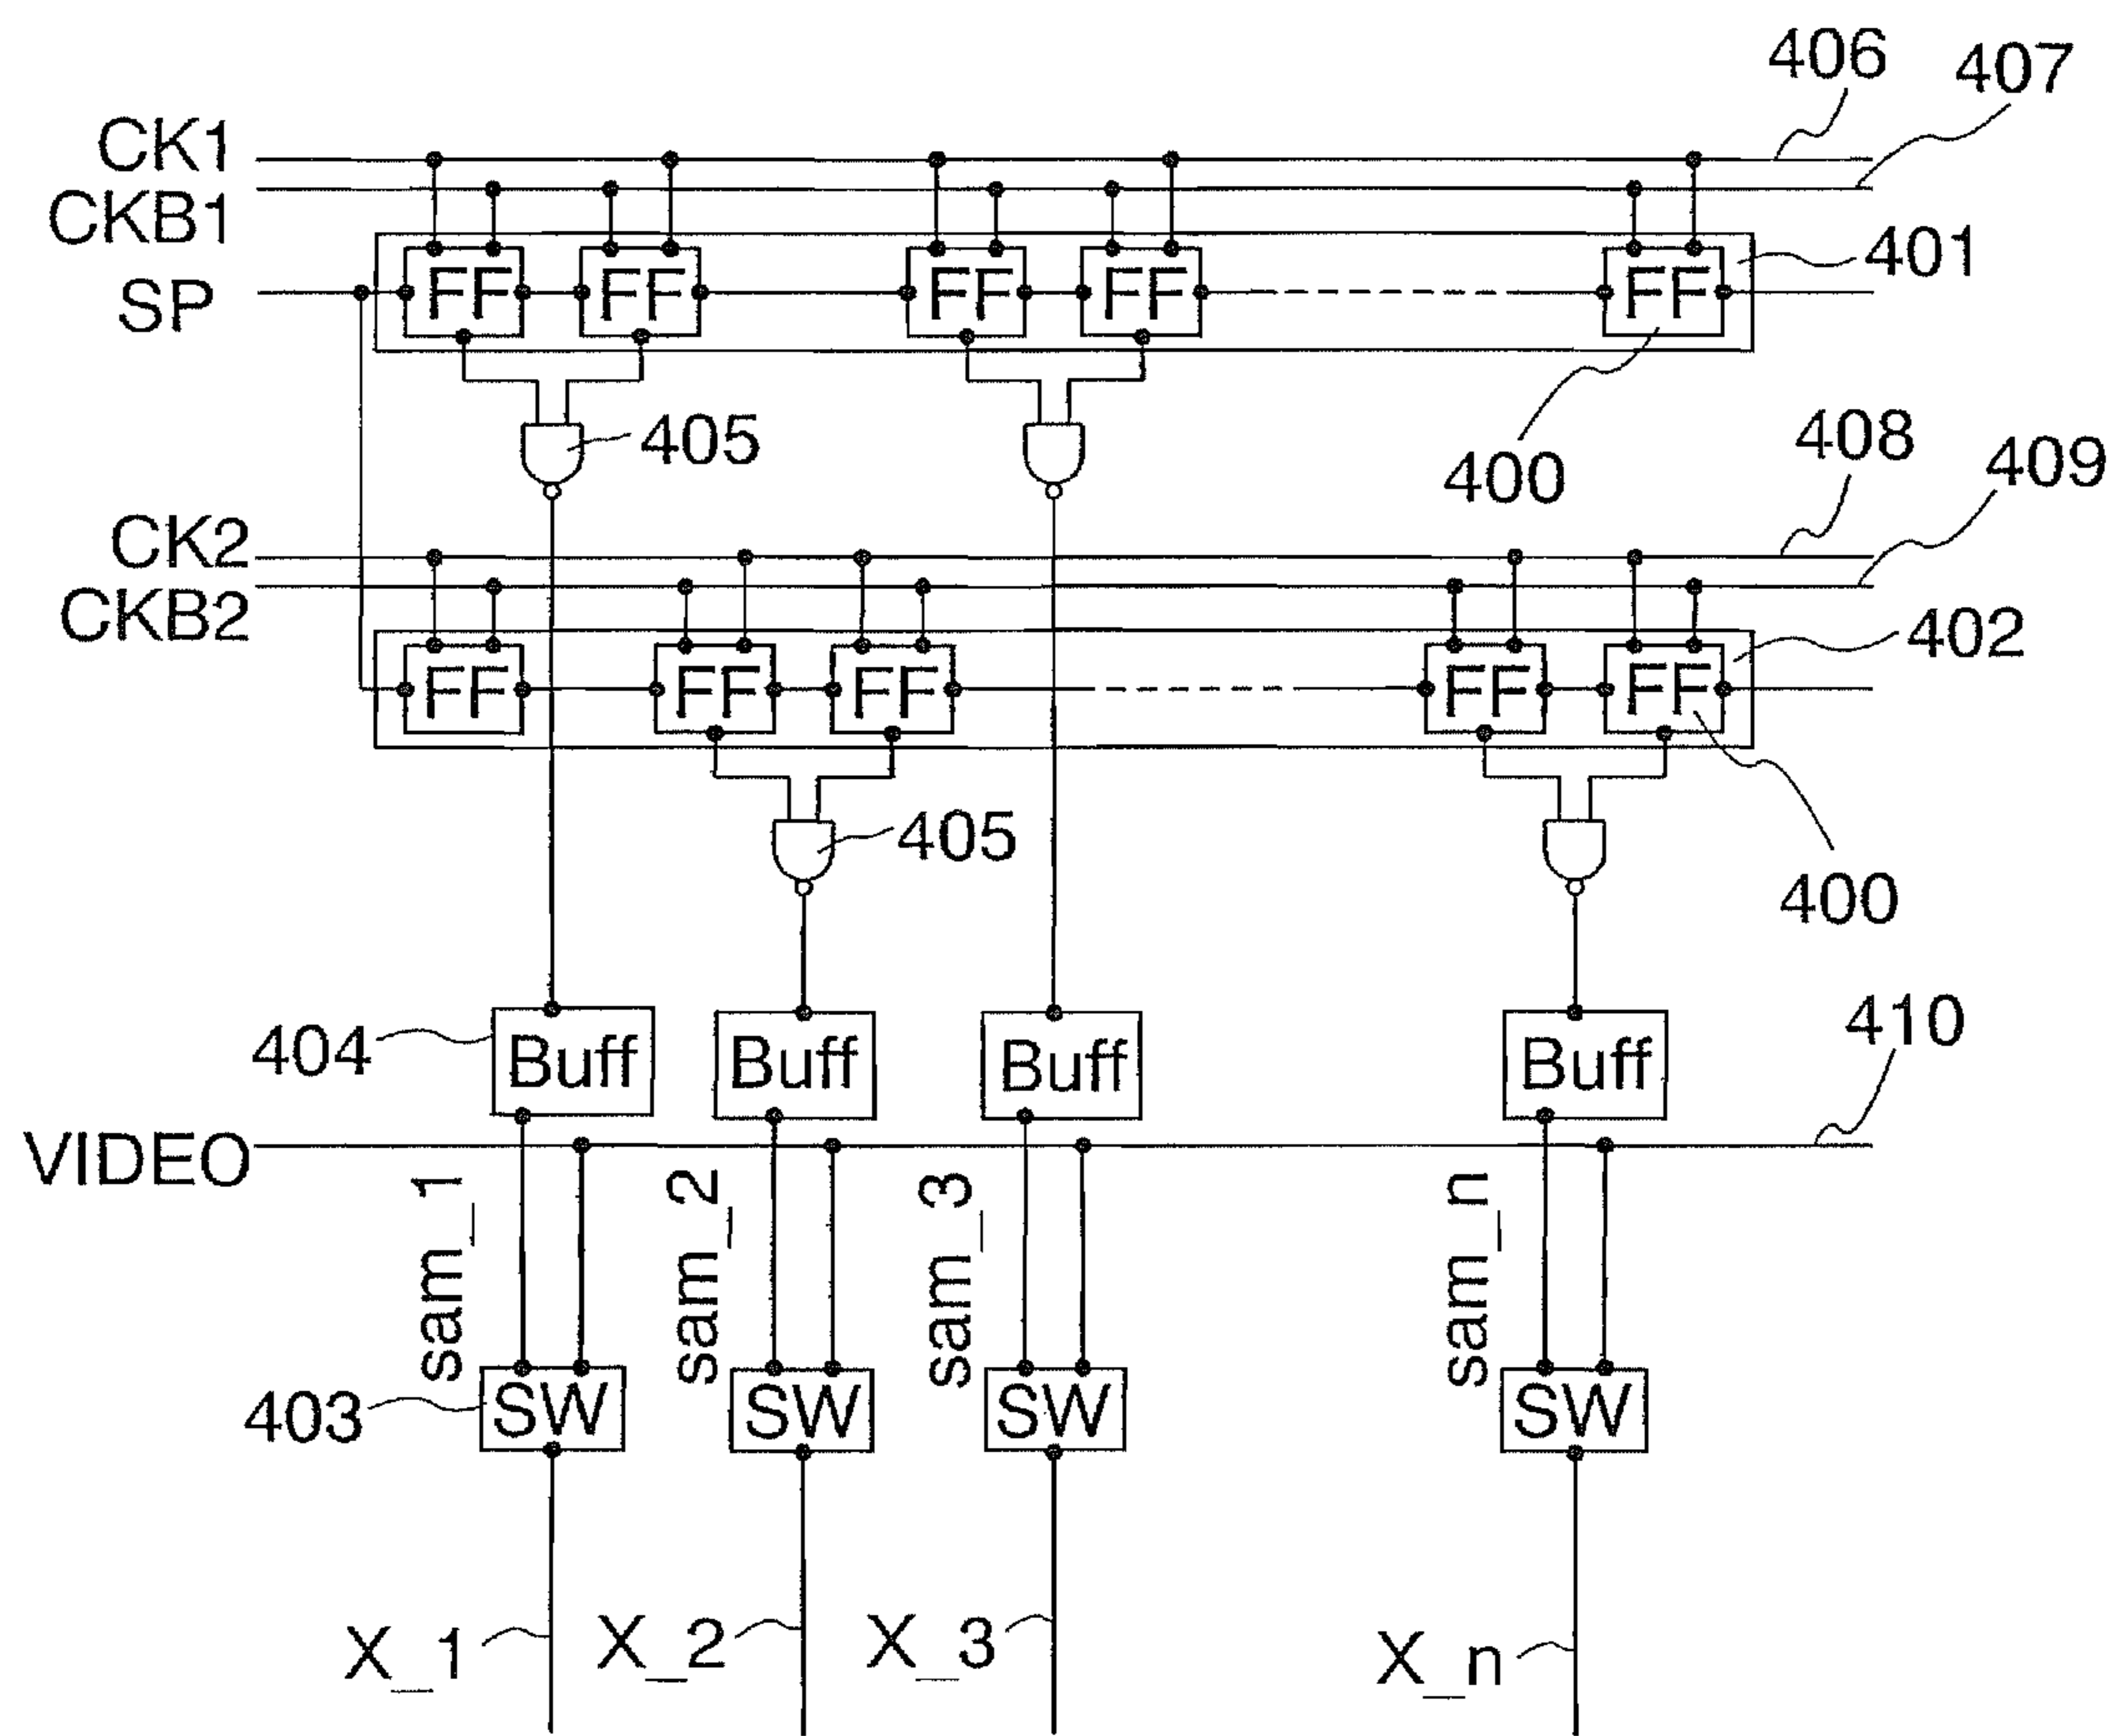 406
407
CK1
CKB1
SP
FF FF FF FF FF
401
405
400
408
409
CK2
CKB2
FF FF FF FF FF
402
405
400
404
Buff Buff Buff Buff
410
VIDEO
sam_1
sam_2
sam_3
sam_n
403
SW SW SW SW
X_1
X_2
X_3
X_n